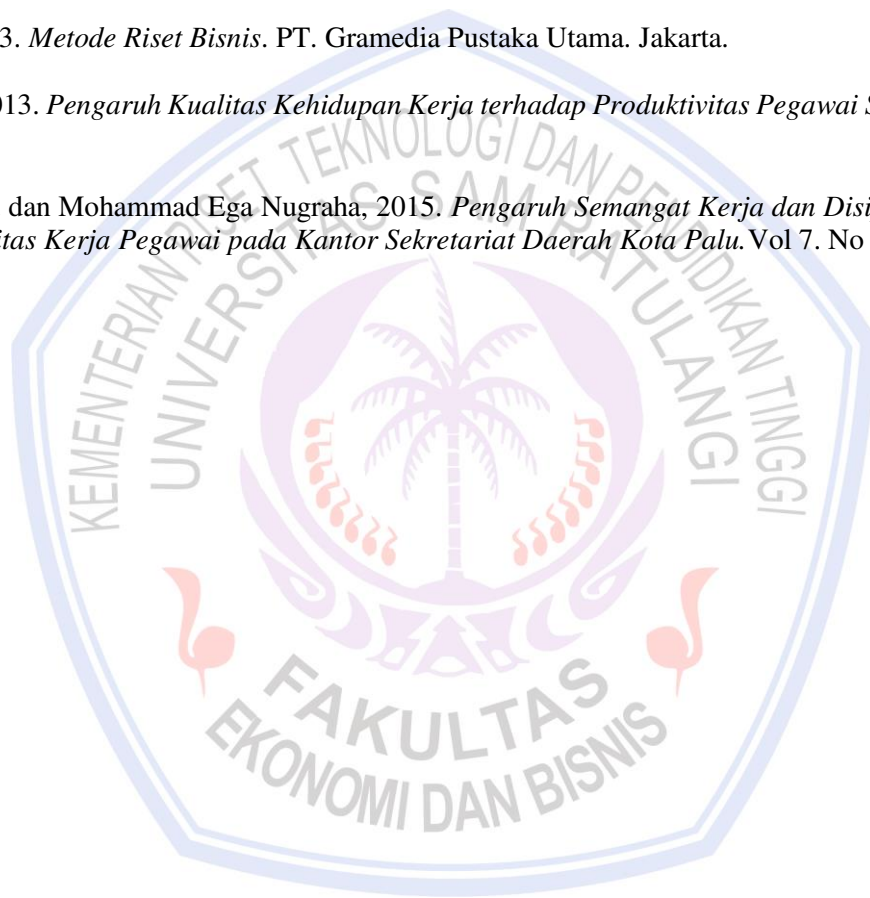 3. Metode Riset Bisnis. PT. Gramedia Pustaka Utama. Jakarta.
013. Pengaruh Kualitas Kehidupan Kerja terhadap Produktivitas Pegawai S
dan Mohammad Ega Nugraha, 2015. Pengaruh Semangat Kerja dan Disi
itas Kerja Pegawai pada Kantor Sekretariat Daerah Kota Palu. Vol 7. No
KEMENTERIAN RISET TEKNOLOGI DAN PENDIDIKAN TINGGI
UNIVERSITAS SAM RATULANGI
FAKULTAS
EKONOMI DAN BISNIS